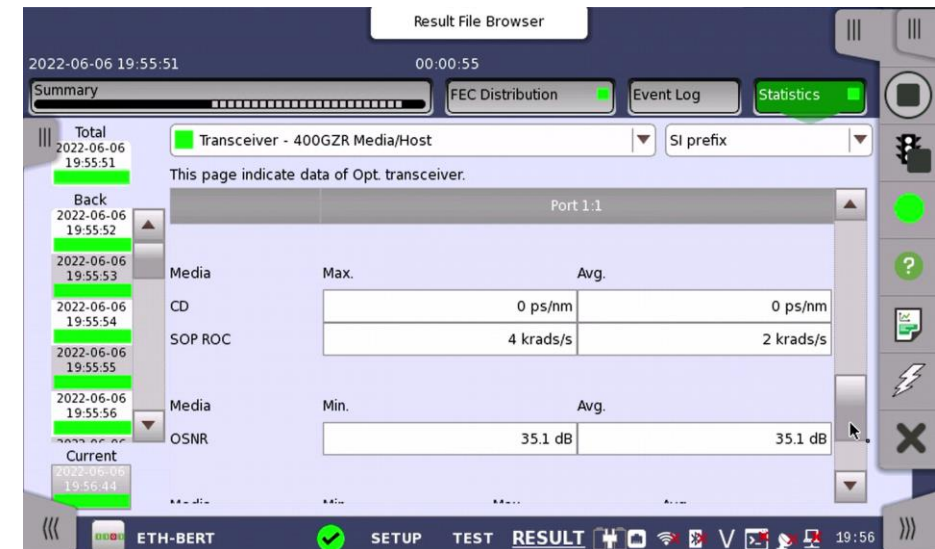 Result File Browser
2022-06-06 19:55:51
00:00:55
Summary
FEC Distribution
Event Log
Statistics
Total
2022-06-06
19:55:51
Back
2022-06-06
19:55:52
2022-06-06
19:55:53
2022-06-06
19:55:54
2022-06-06
19:55:55
2022-06-06
19:55:56
Current
2022-06-06
19:56:44
Transceiver - 400GZR Media/Host
SI prefix
This page indicate data of Opt. transceiver.
Port 1:1
Media Max. Avg.
CD 0 ps/nm 0 ps/nm
SOP ROC 4 krads/s 2 krads/s
Media Min. Avg.
OSNR 35.1 dB 35.1 dB
ETH-BERT SETUP TEST RESULT V 19:56